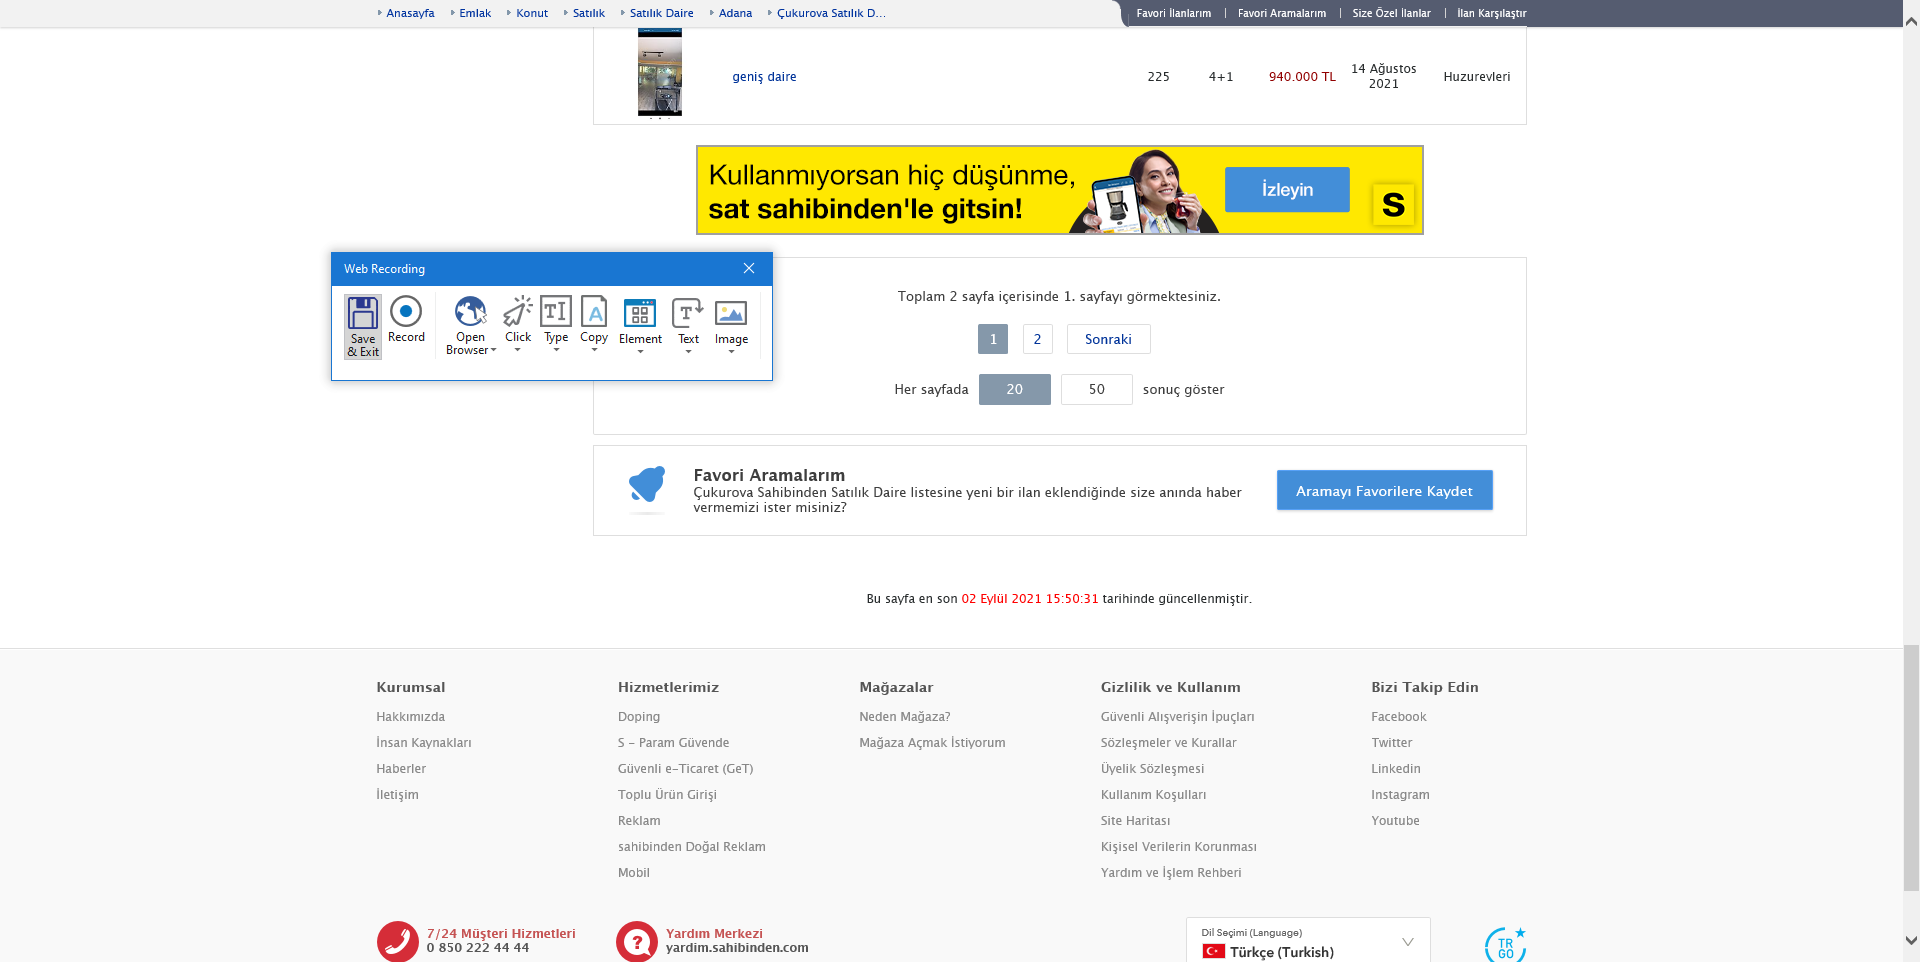 Anasayfa Emlak Konut Satılık Satılık Daire Adana Çukurova Satılık D... Favori İlanlarım Favori Aramalarım Size Özel İlanlar İlan Karşılaştır
geniş daire 225 4+1 940.000 TL 14 Ağustos 2021 Huzurevleri
Kullanmıyorsan hiç düşünme,
sat sahibinden'le gitsin!
İzleyin
S
Web Recording
Save & Exit Record Open Browser Click Type Copy Element Text Image
Toplam 2 sayfa içerisinde 1. sayfayı görmektesiniz.
1 2 Sonraki
Her sayfada 20 50 sonuç göster
Favori Aramalarım
Çukurova Sahibinden Satılık Daire listesine yeni bir ilan eklendiğinde size anında haber
vermemizi ister misiniz?
Aramayı Favorilere Kaydet
Bu sayfa en son 02 Eylül 2021 15:50:31 tarihinde güncellenmiştir.
Kurumsal
Hakkımızda
İnsan Kaynakları
Haberler
İletişim
Hizmetlerimiz
Doping
S - Param Güvende
Güvenli e-Ticaret (GeT)
Toplu Ürün Girişi
Reklam
sahibinden Doğal Reklam
Mobil
Mağazalar
Neden Mağaza?
Mağaza Açmak İstiyorum
Gizlilik ve Kullanım
Güvenli Alışverişin İpuçları
Sözleşmeler ve Kurallar
Üyelik Sözleşmesi
Kullanım Koşulları
Site Haritası
Kişisel Verilerin Korunması
Yardım ve İşlem Rehberi
Bizi Takip Edin
Facebook
Twitter
Linkedin
Instagram
Youtube
7/24 Müşteri Hizmetleri
0 850 222 44 44
Yardım Merkezi
yardim.sahibinden.com
Dil Seçimi (Language)
Türkçe (Turkish)
TR
GO